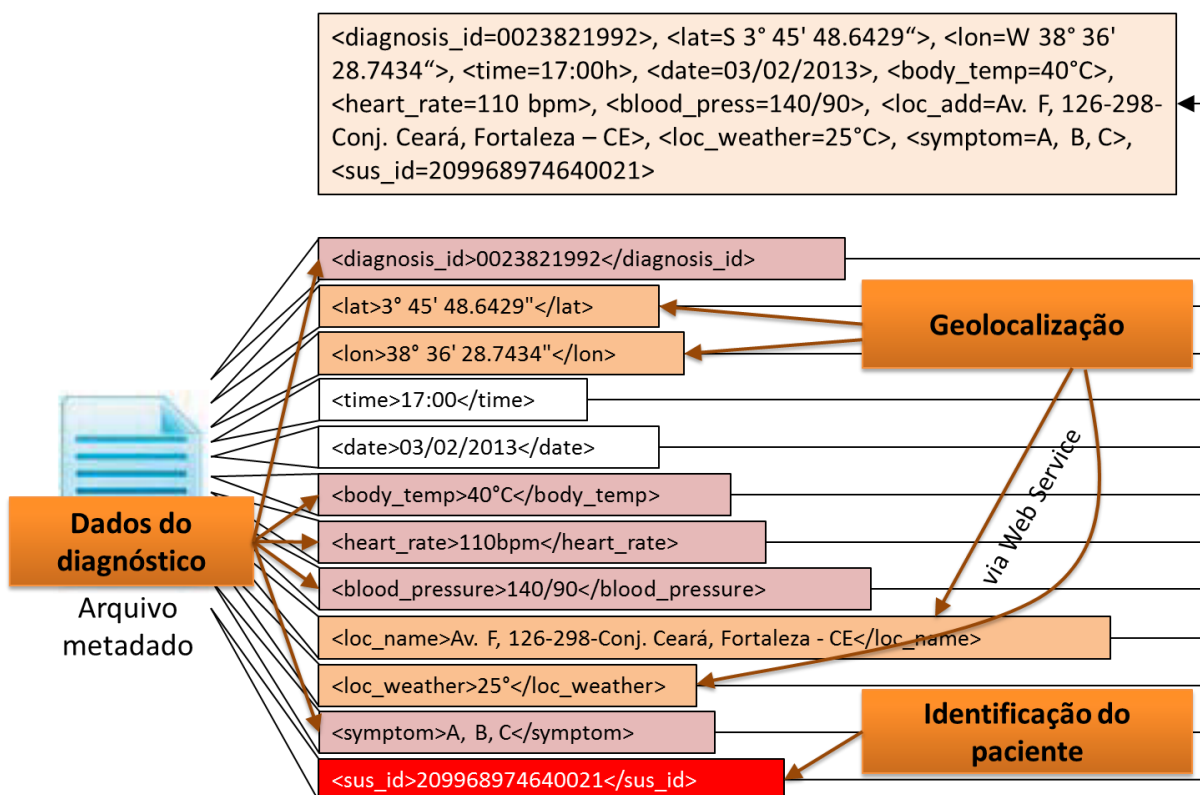 <diagnosis_id=0023821992>, <lat=S 3° 45' 48.6429“>, <lon=W 38° 36'
28.7434“>, <time=17:00h>, <date=03/02/2013>, <body_temp=40°C>,
<heart_rate=110 bpm>, <blood_press=140/90>, <loc_add=Av. F, 126-298-
Conj. Ceará, Fortaleza – CE>, <loc_weather=25°C>, <symptom=A, B, C>,
<sus_id=209968974640021>
<diagnosis_id>0023821992</diagnosis_id>
<lat>3° 45' 48.6429"</lat>
Geolocalização
<lon>38° 36' 28.7434"</lon>
<time>17:00</time>
<date>03/02/2013</date>
via Web Service
<body_temp>40°C</body_temp>
Dados do
diagnóstico
<heart_rate>110bpm</heart_rate>
<blood_pressure>140/90</blood_pressure>
Arquivo
metadado
<loc_name>Av. F, 126-298-Conj. Ceará, Fortaleza - CE</loc_name>
<loc_weather>25°</loc_weather>
Identificação do
paciente
<symptom>A, B, C</symptom>
<sus_id>209968974640021</sus_id>